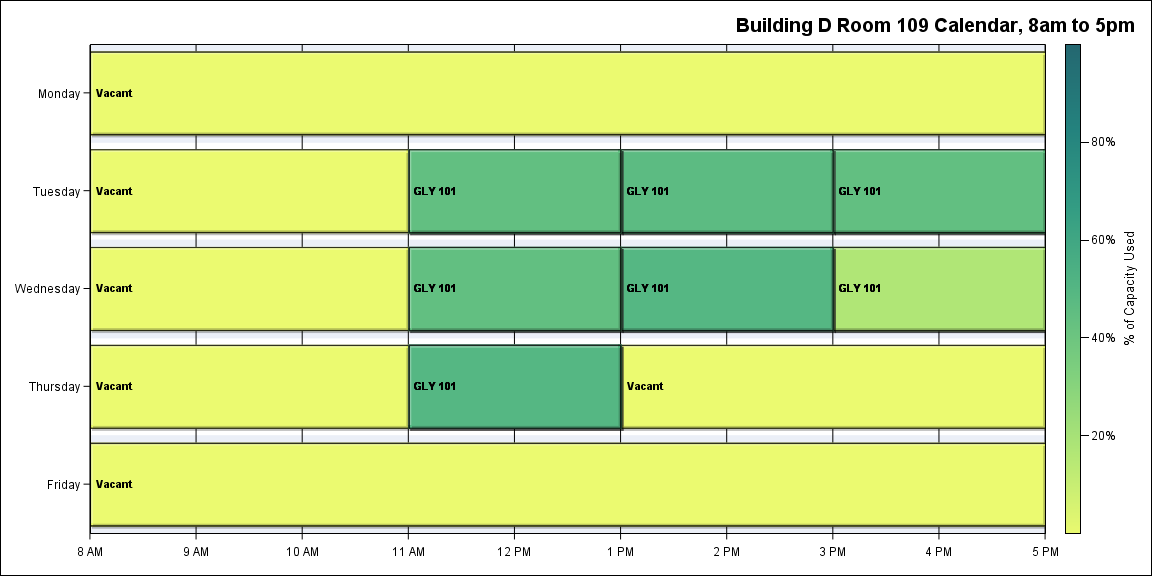 Building D Room 109 Calendar, 8am to 5pm
Monday
Vacant
80%
Tuesday
Vacant
GLY 101
GLY 101
GLY 101
60%
% of Capacity Used
Wednesday
Vacant
GLY 101
GLY 101
GLY 101
40%
Thursday
Vacant
GLY 101
Vacant
20%
Friday
Vacant
8 AM
9 AM
10 AM
11 AM
12 PM
1 PM
2 PM
3 PM
4 PM
5 PM